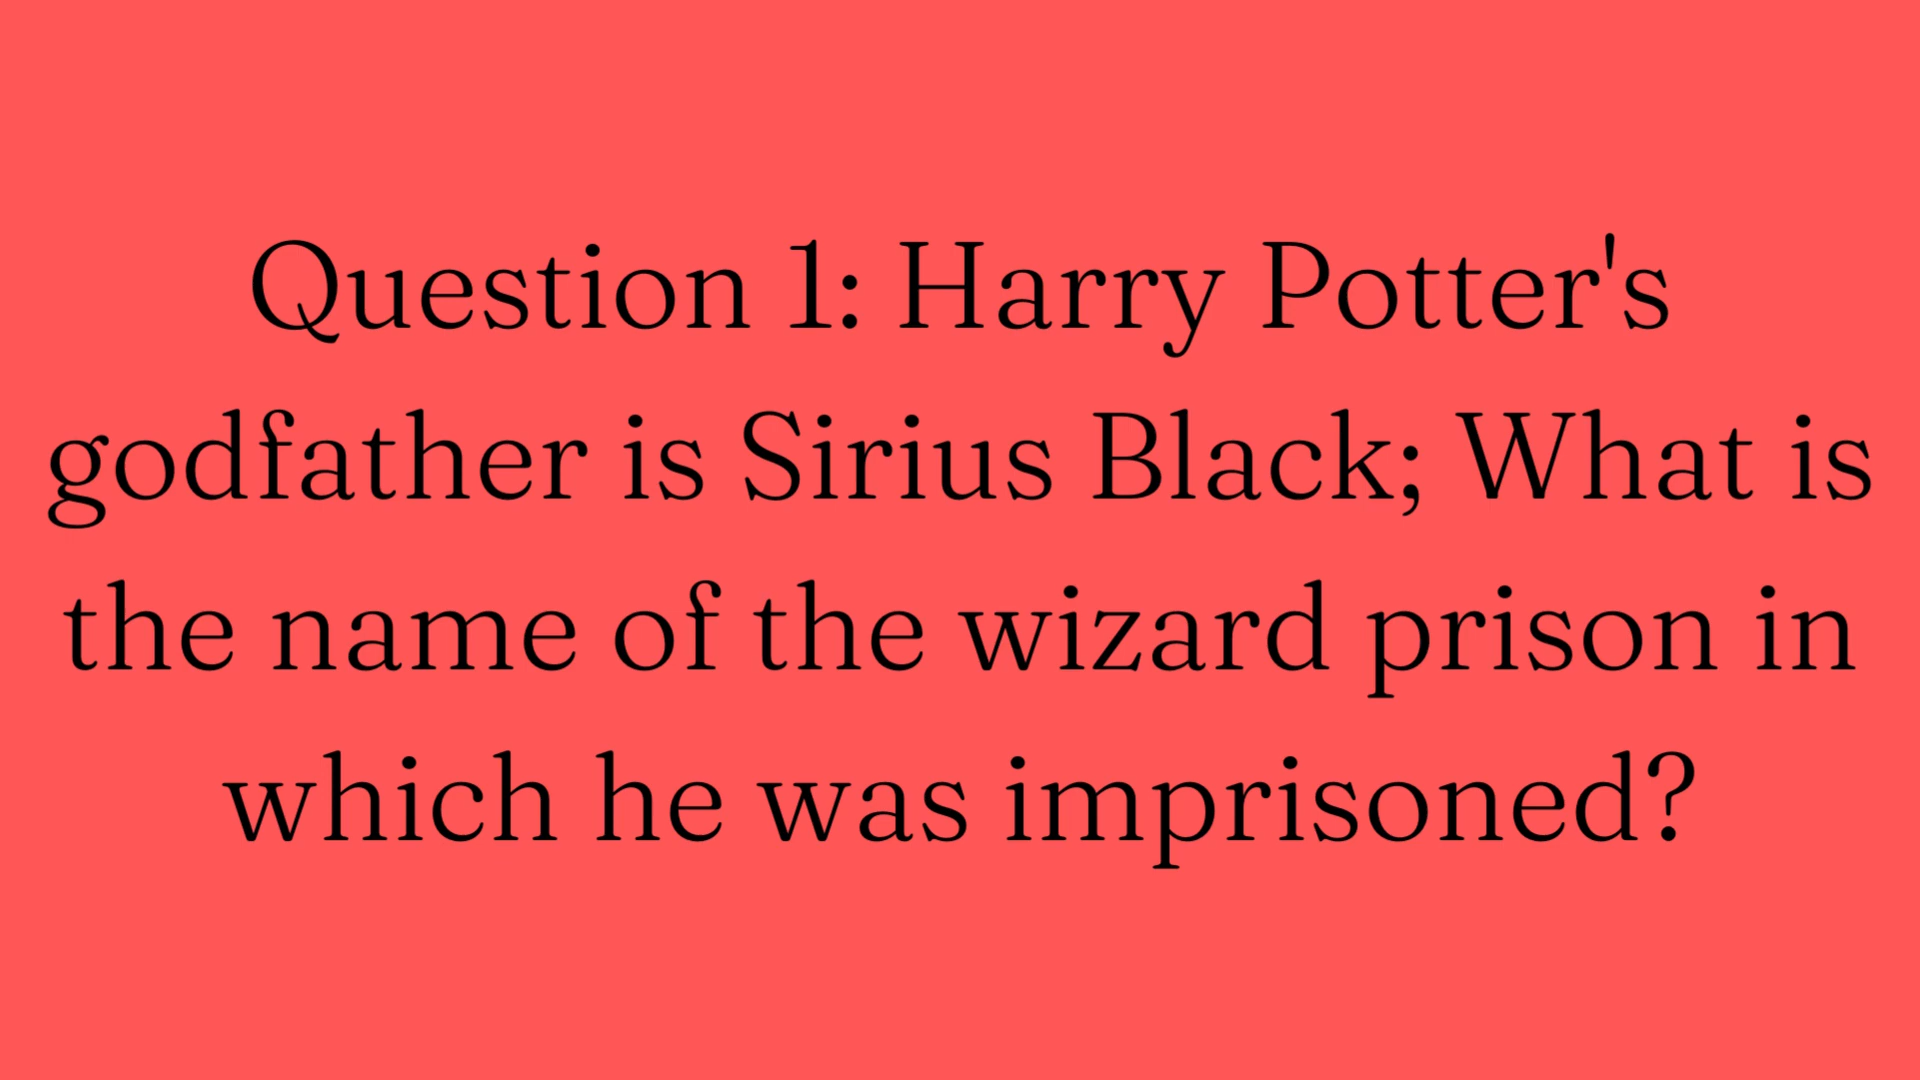 Question 1: Harry Potter's
godfather is Sirius Black; What is
the name of the wizard prison in
which he was imprisoned?